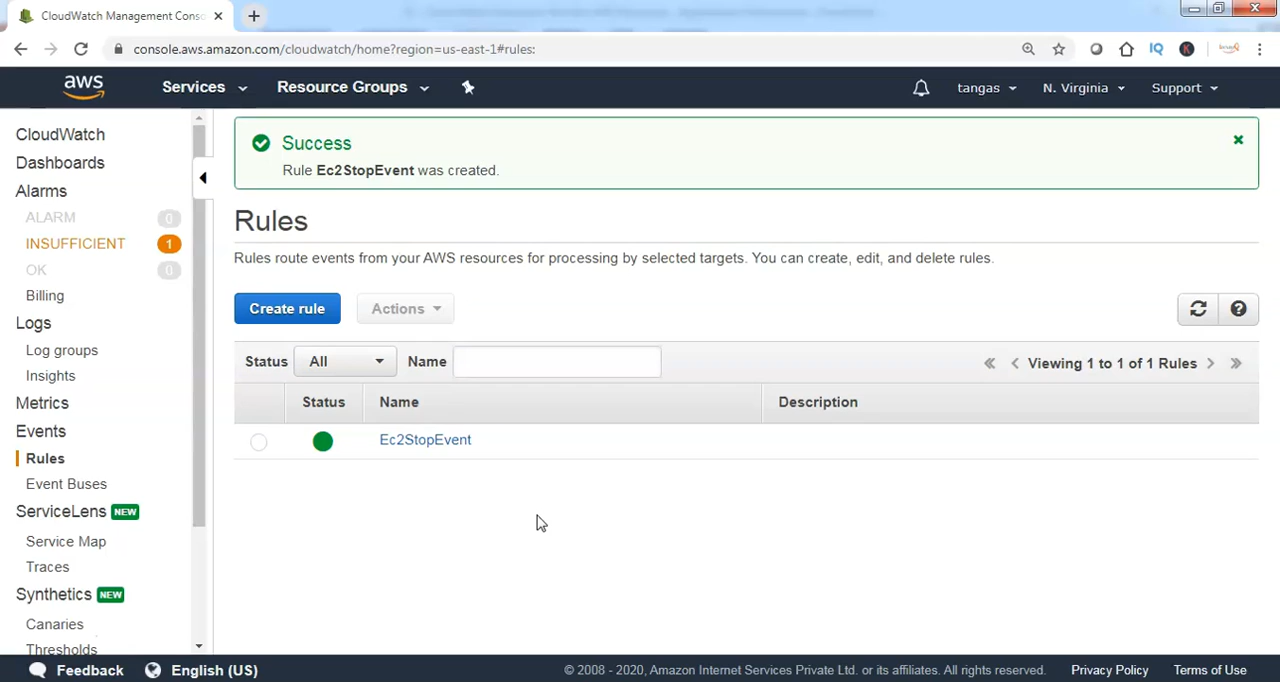 CloudWatch Management Conso
console.aws.amazon.com/cloudwatch/home?region=us-east-1#rules:
IQ
K
aws
Services
Resource Groups
tangas
N. Virginia
Support
CloudWatch
Dashboards
Alarms
ALARM 0
INSUFFICIENT 1
OK 0
Billing
Logs
Log groups
Insights
Metrics
Events
Rules
Event Buses
ServiceLens NEW
Service Map
Traces
Synthetics NEW
Canaries
Thresholds
Success
Rule Ec2StopEvent was created.
Rules
Rules route events from your AWS resources for processing by selected targets. You can create, edit, and delete rules.
Create rule
Actions
Status All Name
« < Viewing 1 to 1 of 1 Rules > »
Status Name Description
Ec2StopEvent
Feedback
English (US)
© 2008 - 2020, Amazon Internet Services Private Ltd. or its affiliates. All rights reserved.
Privacy Policy
Terms of Use